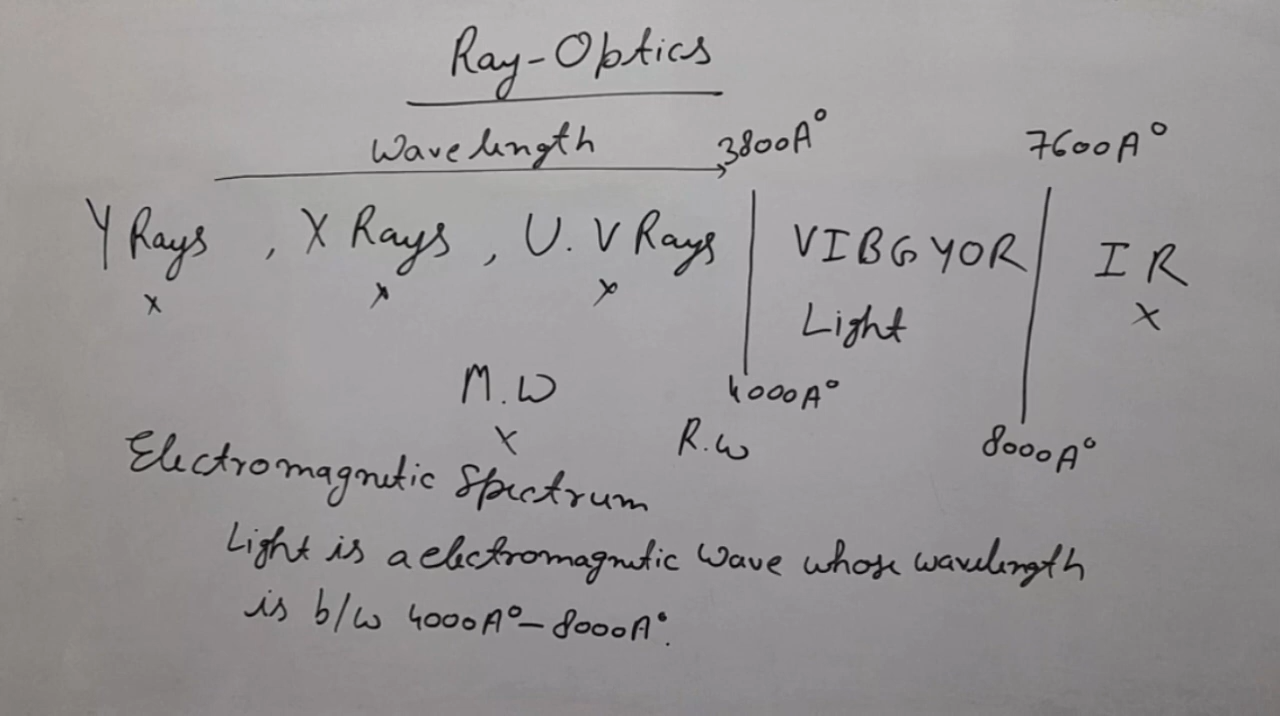 Ray-Optics
Wavelength 3800A° 7600A°
γ Rays , X Rays , U.V Rays VIBGYOR IR
x x x Light x
M.W 4000A°
x R.W 8000A°
Electromagnetic Spectrum
Light is a electromagnetic wave whose wavelength
is b/w 4000A°-8000A°.